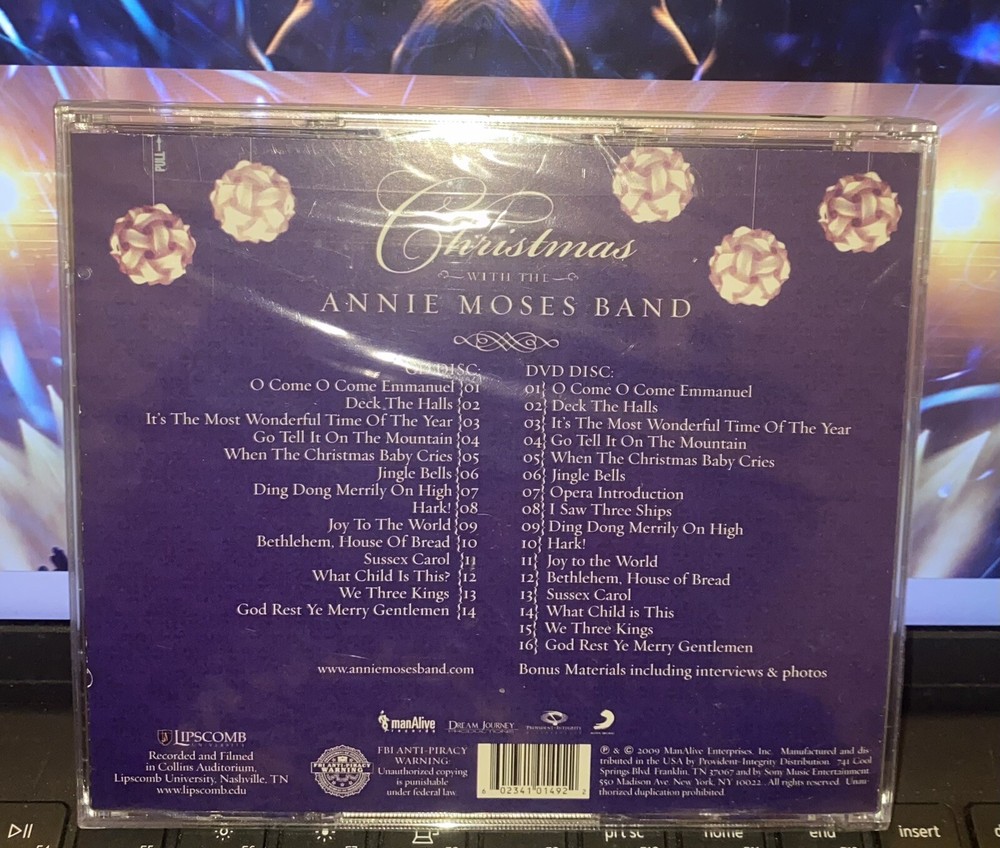 PULL
Christmas
WITH THE
ANNIE MOSES BAND
CD DISC:
O Come O Come Emmanuel }01
Deck The Halls }02
It's The Most Wonderful Time Of The Year }03
Go Tell It On The Mountain }04
When The Christmas Baby Cries }05
Jingle Bells }06
Ding Dong Merrily On High }07
Hark! }08
Joy To The World }09
Bethlehem, House Of Bread }10
Sussex Carol }11
What Child Is This? }12
We Three Kings }13
God Rest Ye Merry Gentlemen }14
www.anniemosesband.com
DVD DISC:
01{ O Come O Come Emmanuel
02{ Deck The Halls
03{ It's The Most Wonderful Time Of The Year
04{ Go Tell It On The Mountain
05{ When The Christmas Baby Cries
06{ Jingle Bells
07{ Opera Introduction
08{ I Saw Three Ships
09{ Ding Dong Merrily On High
10{ Hark!
11{ Joy to the World
12{ Bethlehem, House of Bread
13{ Sussex Carol
14{ What Child is This
15{ We Three Kings
16{ God Rest Ye Merry Gentlemen
Bonus Materials including interviews & photos
manAlive
DREAM JOURNEY
PRODUCTIONS
PROVIDENT-INTEGRITY
LIPSCOMB
UNIVERSITY
Recorded and Filmed
in Collins Auditorium,
Lipscomb University, Nashville, TN
www.lipscomb.edu
FBI ANTI-PIRACY
WARNING
FBI ANTI-PIRACY
WARNING:
Unauthorized copying
is punishable
under federal law.
6 02341 01492 2
℗ & © 2009 ManAlive Enterprises, Inc. Manufactured and dis
tributed in the USA by Provident-Integrity Distribution. 741 Cool
Springs Blvd. Franklin, TN 37067 and by Sony Music Entertainment
550 Madison Ave. New York, NY 10022. All rights reserved. Unau
thorized duplication prohibited.
prt sc
home
end
insert